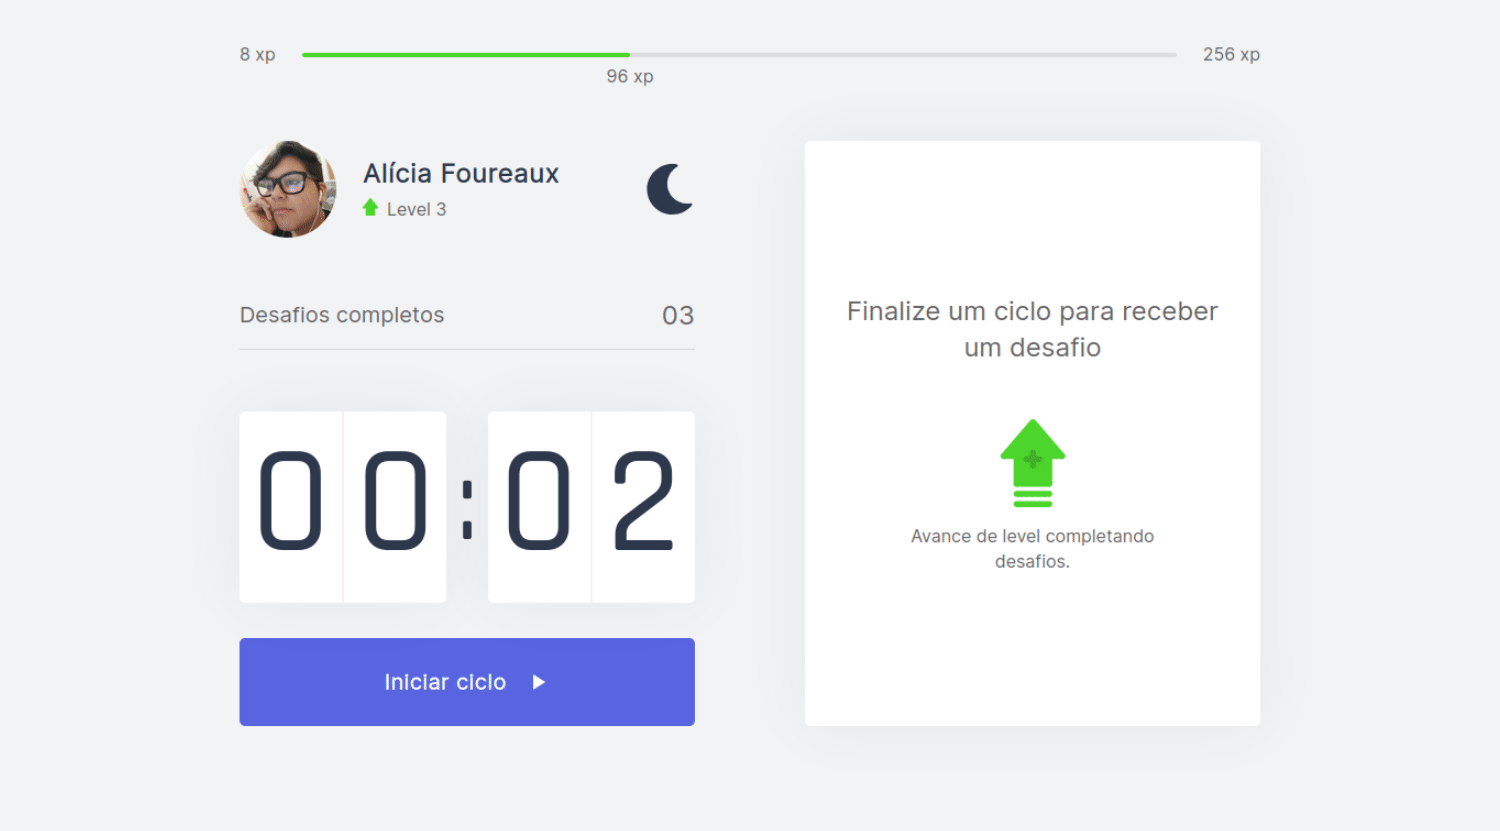 8 xp
256 xp
96 xp
Alícia Foureaux
Level 3
Desafios completos
03
00:02
Iniciar ciclo
Finalize um ciclo para receber
um desafio
Avance de level completando
desafios.